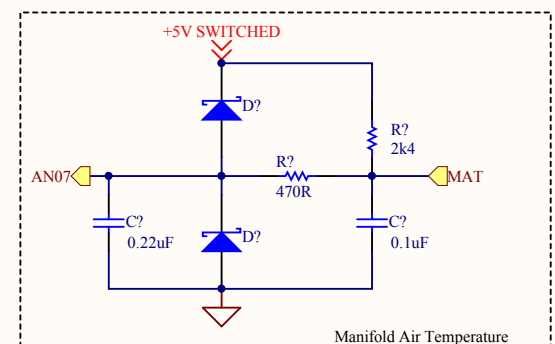 +5V SWITCHED
D?
R?
2k4
AN07
R?
470R
MAT
C?
0.22uF
D?
C?
0.1uF
Manifold Air Temperature